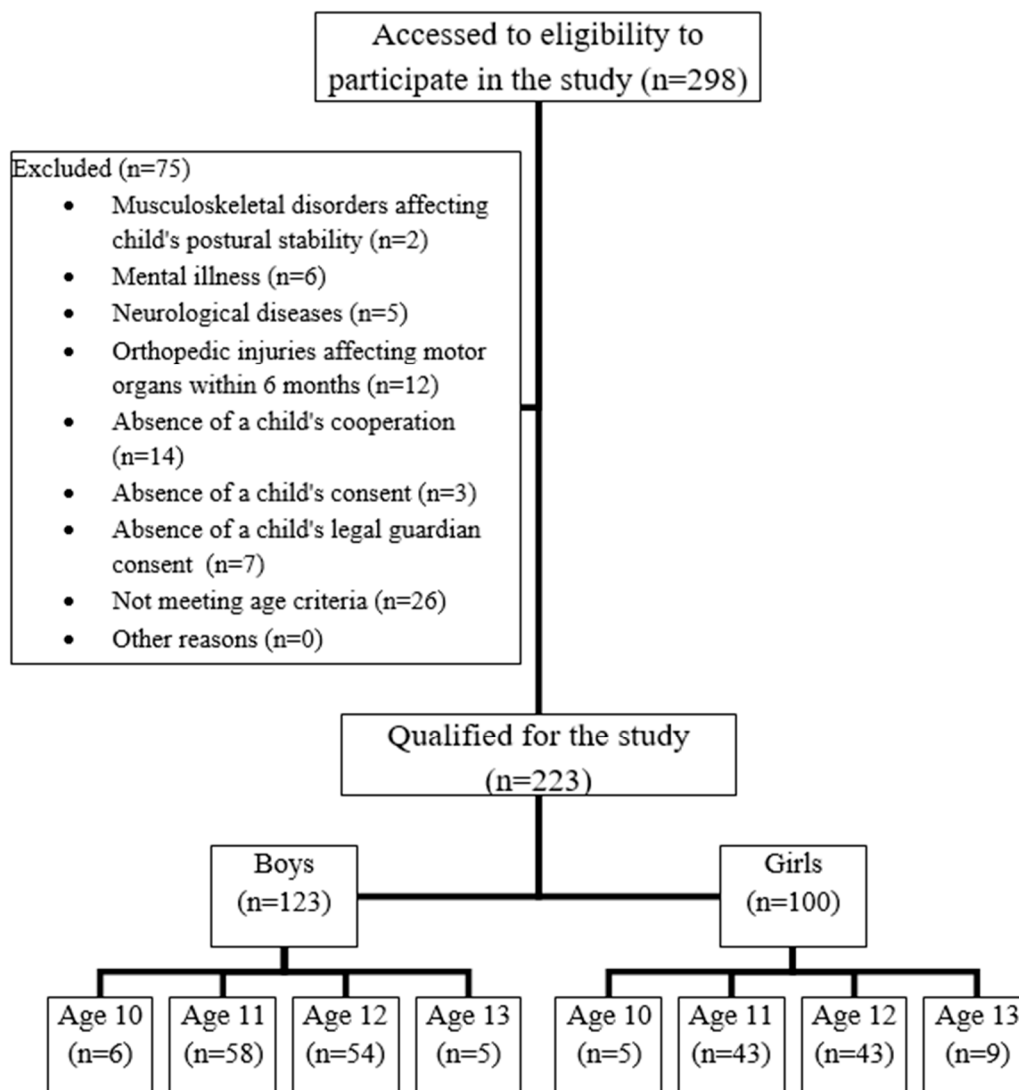 Accessed to eligibility to
participate in the study (n=298)
Excluded (n=75)
• Musculoskeletal disorders affecting
child's postural stability (n=2)
• Mental illness (n=6)
• Neurological diseases (n=5)
• Orthopedic injuries affecting motor
organs within 6 months (n=12)
• Absence of a child's cooperation
(n=14)
• Absence of a child's consent (n=3)
• Absence of a child's legal guardian
consent (n=7)
• Not meeting age criteria (n=26)
• Other reasons (n=0)
Qualified for the study
(n=223)
Boys
(n=123)
Girls
(n=100)
Age 10
(n=6)
Age 11
(n=58)
Age 12
(n=54)
Age 13
(n=5)
Age 10
(n=5)
Age 11
(n=43)
Age 12
(n=43)
Age 13
(n=9)